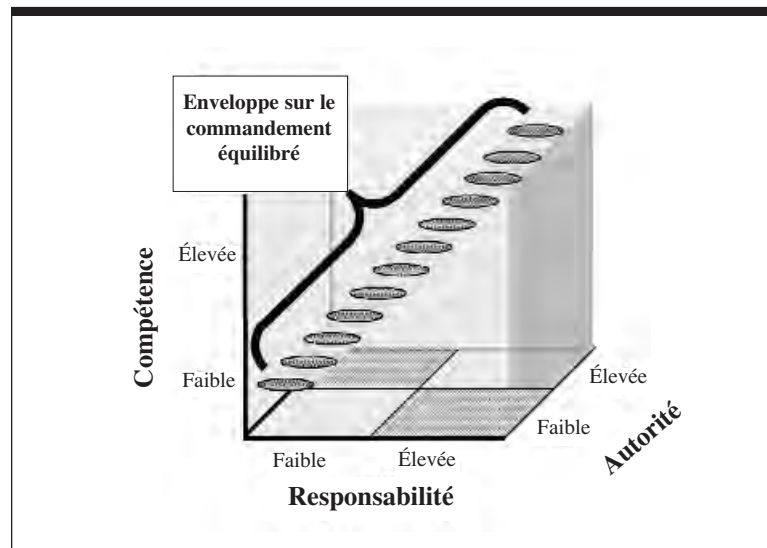 Enveloppe sur le
commandement
équilibré
Compétence
Élevée
Faible
Faible
Élevée
Responsabilité
Faible
Élevée
Autorité